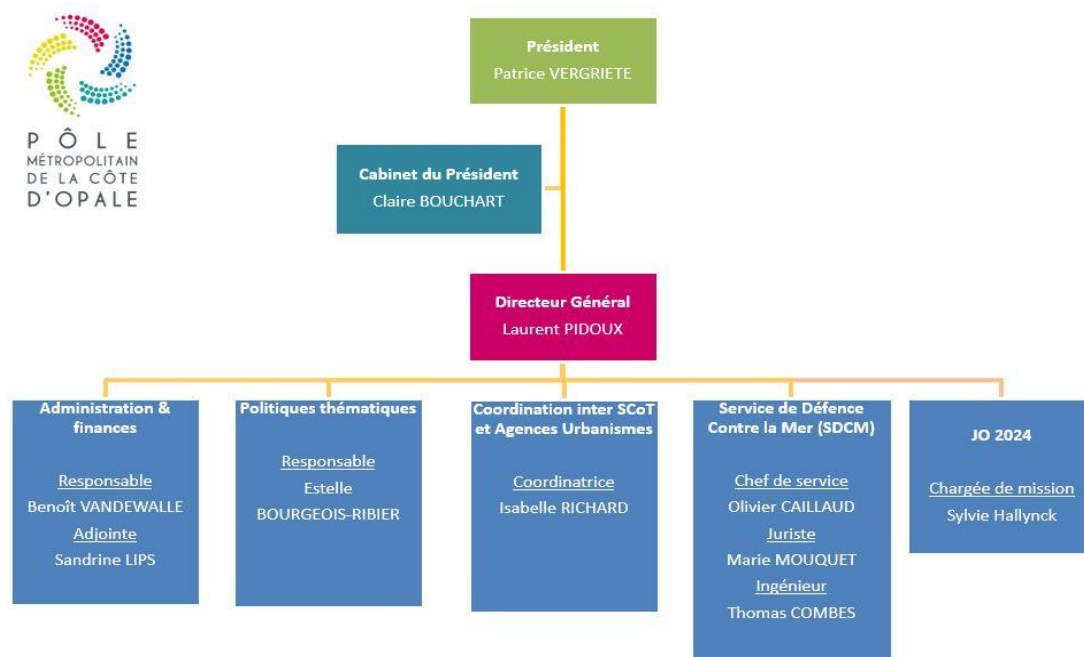 PÔLE
MÉTROPOLITAIN
DE LA CÔTE
D'OPALE
Président
Patrice VERGRIETE
Cabinet du Président
Claire BOUCHART
Directeur Général
Laurent PIDOUX
Administration &
finances
Responsable
Benoît VANDEWALLE
Adjointe
Sandrine LIPS
Politiques thématiques
Responsable
Estelle
BOURGEOIS-RIBIER
Coordination inter SCoT
et Agences Urbanismes
Coordinatrice
Isabelle RICHARD
Service de Défence
Contre la Mer (SDCM)
Chef de service
Olivier CAILLAUD
Juriste
Marie MOUQUET
Ingénieur
Thomas COMBES
JO 2024
Chargée de mission
Sylvie Hallynck